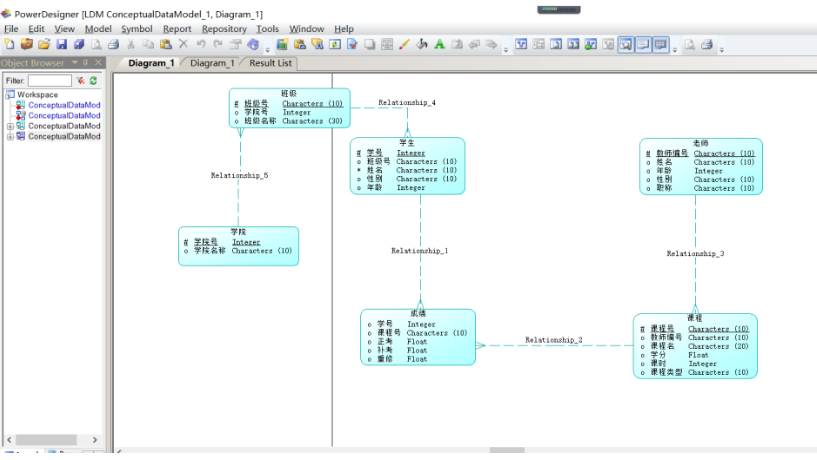 PowerDesigner [LDM ConceptualDataModel_1, Diagram_1]
File Edit View Model Symbol Report Repository Tools Window Help
Object Browser
Diagram_1 Diagram_1 Result List
Filter:
Workspace
ConceptualDataMod
ConceptualDataMod
ConceptualDataMod
ConceptualDataMod
班级
# 班级号 Characters (10)
o 学院号 Integer
o 班级名称 Characters (30)
Relationship_4
学生
# 学号 Integer
o 班级号 Characters (10)
* 姓名 Characters (10)
o 性别 Characters (10)
o 年龄 Integer
老师
# 教师编号 Characters (10)
o 姓名 Characters (10)
o 年龄 Integer
o 性别 Characters (10)
o 职称 Characters (10)
Relationship_5
学院
# 学院号 Integer
o 学院名称 Characters (10)
Relationship_1
Relationship_3
成绩
o 学号 Integer
o 课程号 Characters (10)
o 正考 Float
o 补考 Float
o 重修 Float
Relationship_2
课程
# 课程号 Characters (10)
o 教师编号 Characters (10)
o 课程名 Characters (20)
o 学分 Float
o 课时 Integer
o 课程类型 Characters (10)